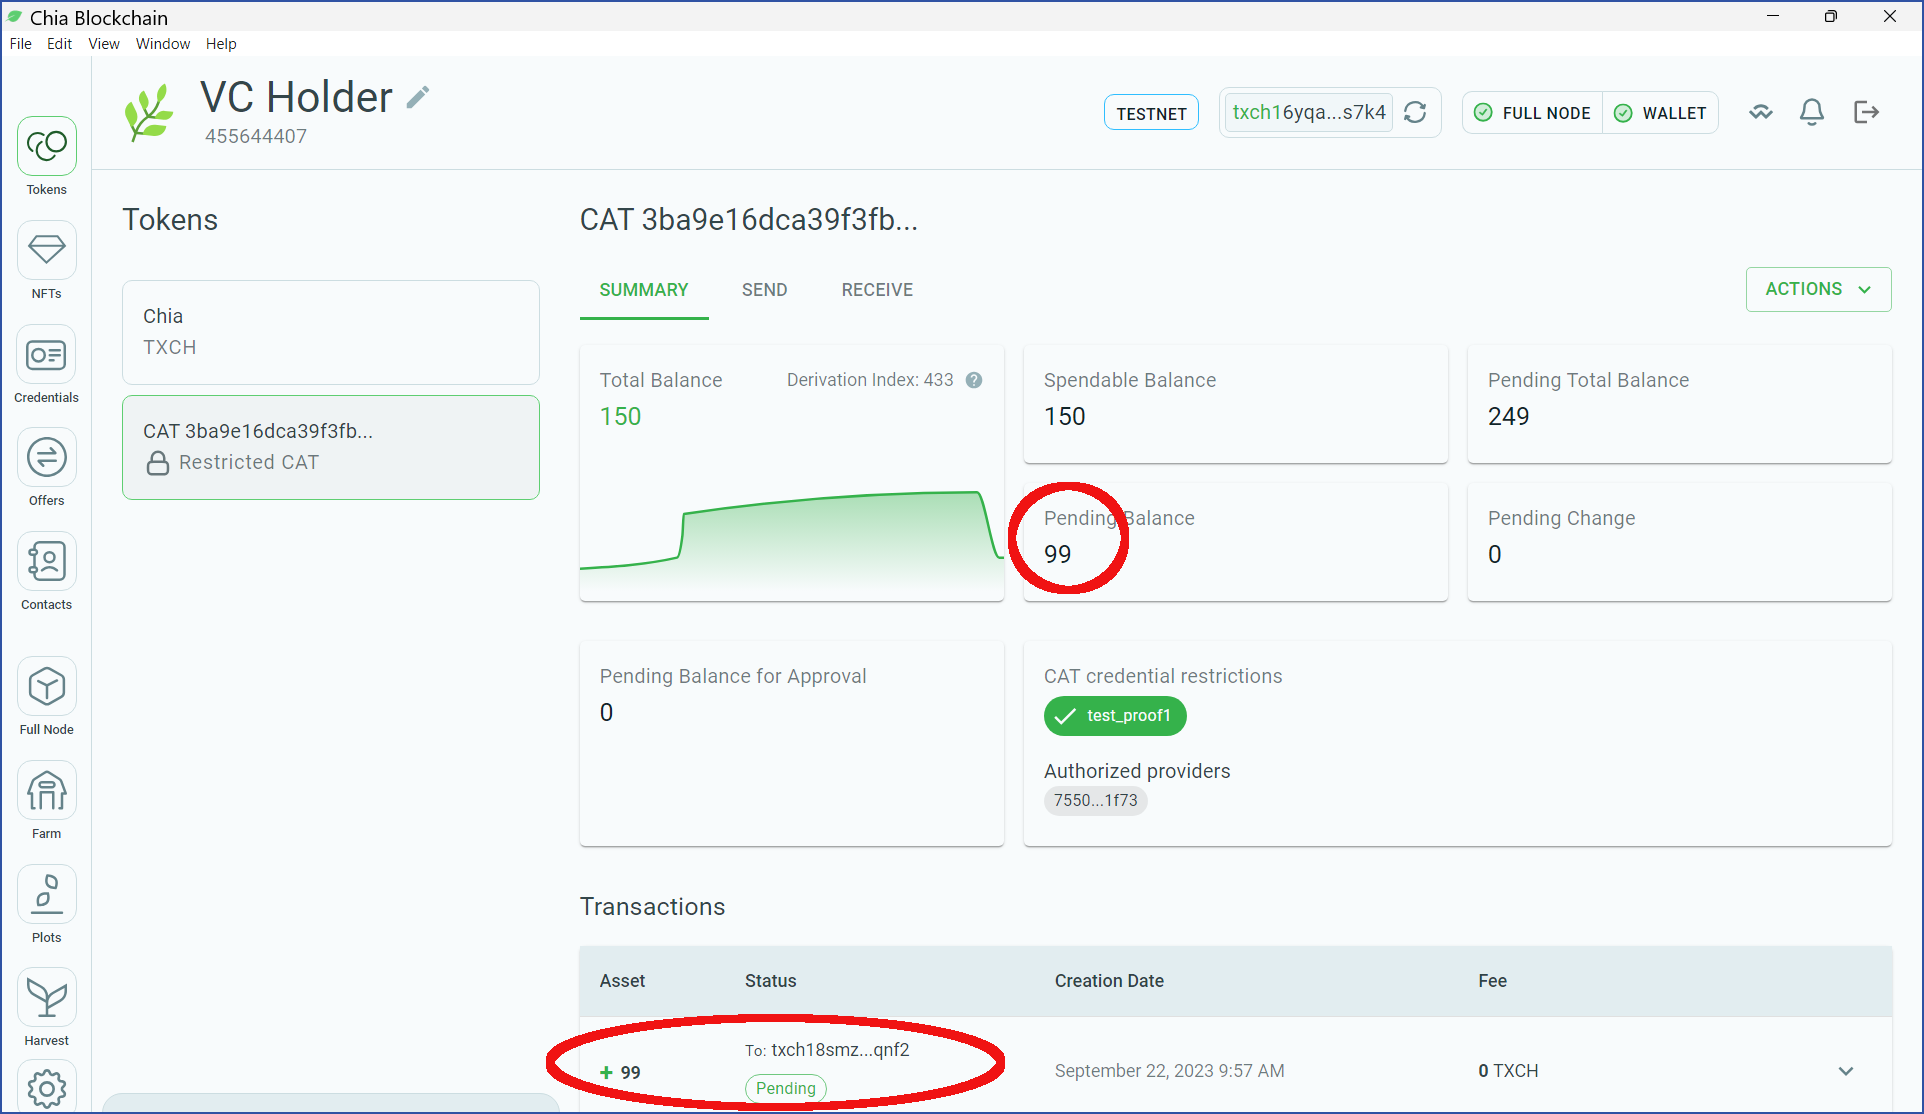 Chia Blockchain
File Edit View Window Help
VC Holder
455644407
TESTNET
txch16yqa...s7k4
FULL NODE
WALLET
Tokens
NFTs
Credentials
Offers
Contacts
Full Node
Farm
Plots
Harvest
Tokens
Chia
TXCH
CAT 3ba9e16dca39f3fb...
Restricted CAT
CAT 3ba9e16dca39f3fb...
SUMMARY SEND RECEIVE
ACTIONS
Total Balance
Derivation Index: 433 ?
150
Spendable Balance
150
Pending Total Balance
249
Pending Balance
99
Pending Change
0
Pending Balance for Approval
0
CAT credential restrictions
test_proof1
Authorized providers
7550...1f73
Transactions
Asset Status Creation Date Fee
To: txch18smz...qnf2
+ 99
Pending
September 22, 2023 9:57 AM
0 TXCH